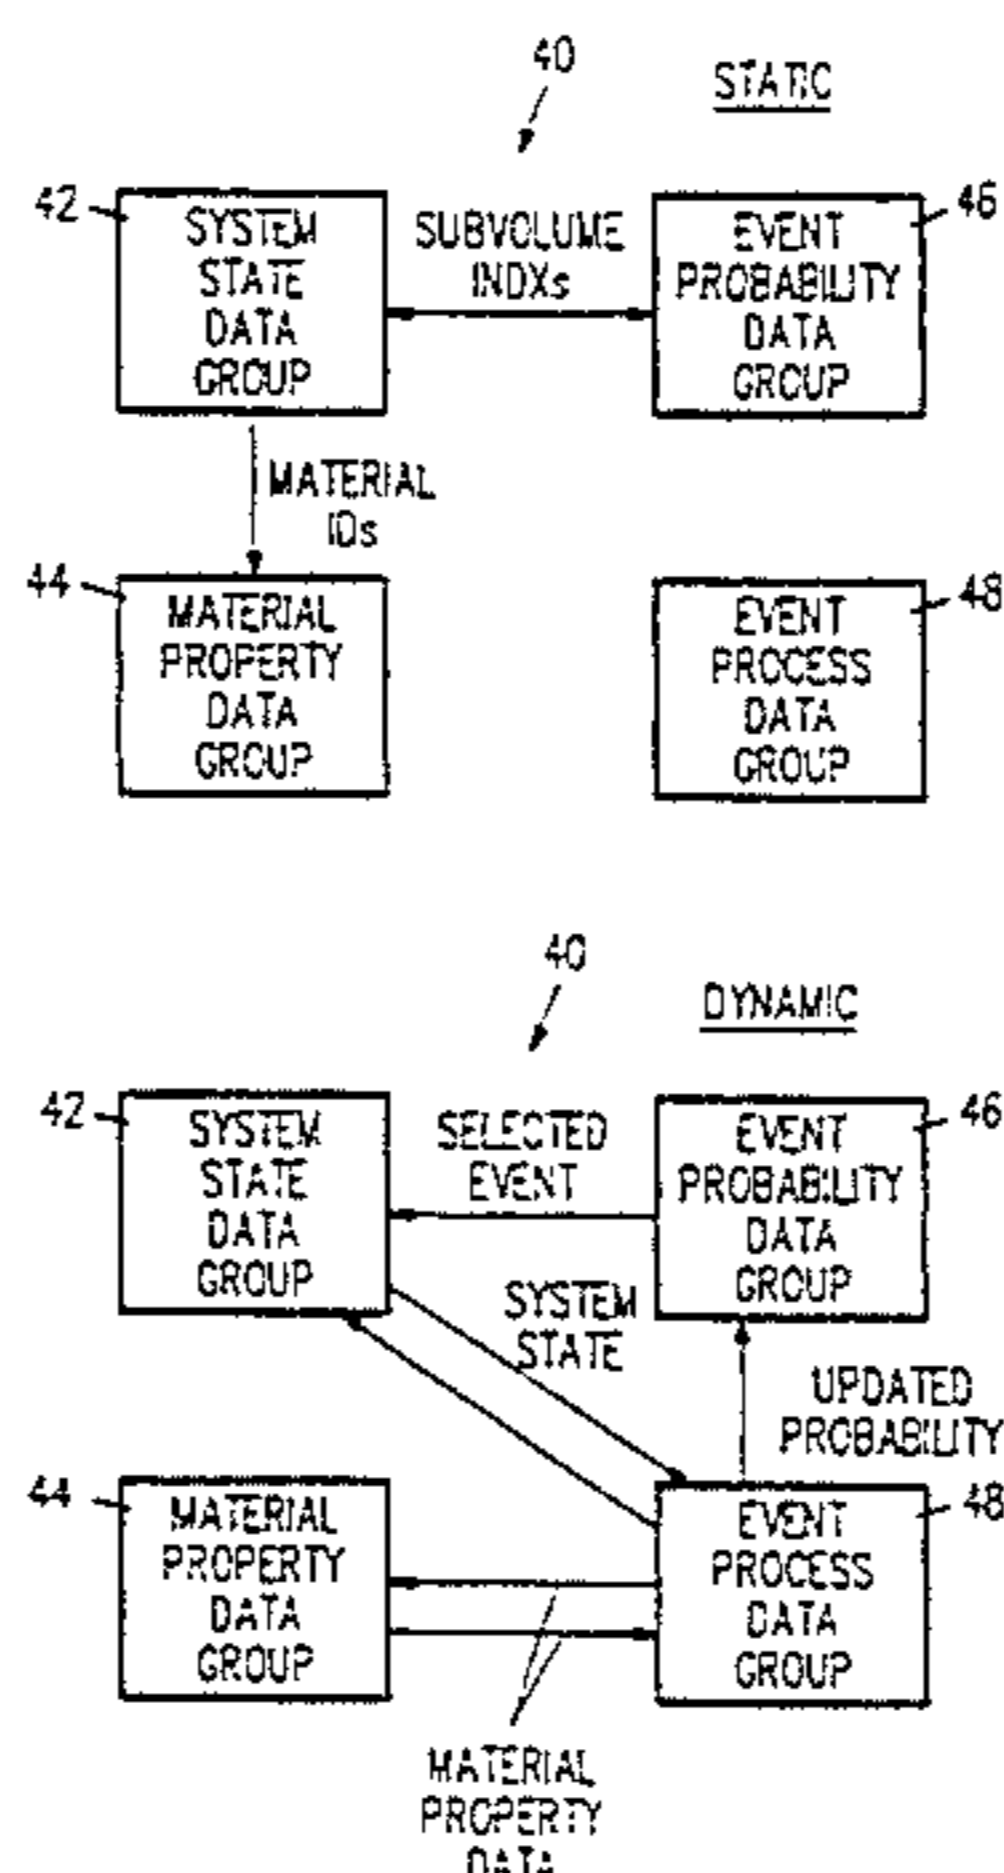 40
STATIC
42
SYSTEM
STATE
DATA
GROUP
SUBVOLUME
INDXs
46
EVENT
PROBABILITY
DATA
GROUP
MATERIAL
IDs
44
MATERIAL
PROPERTY
DATA
GROUP
48
EVENT
PROCESS
DATA
GROUP
40
DYNAMIC
42
SYSTEM
STATE
DATA
GROUP
SELECTED
EVENT
46
EVENT
PROBABILITY
DATA
GROUP
SYSTEM
STATE
UPDATED
PROBABILITY
44
MATERIAL
PROPERTY
DATA
GROUP
48
EVENT
PROCESS
DATA
GROUP
MATERIAL
PROPERTY
DATA